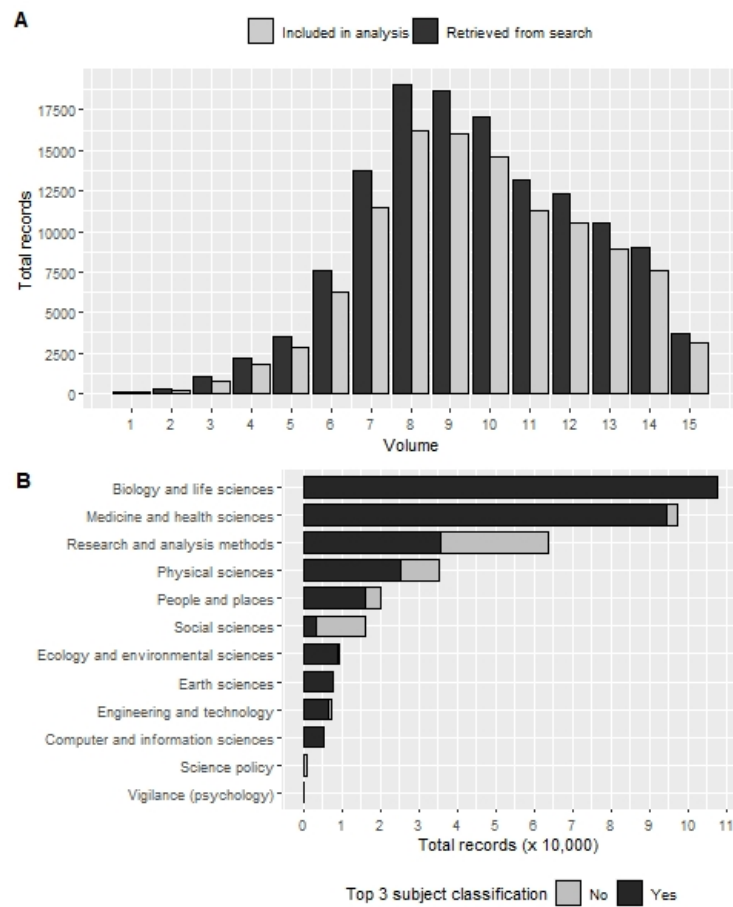 A
Included in analysis Retrieved from search
Total records
17500
15000
12500
10000
7500
5000
2500
0
1 2 3 4 5 6 7 8 9 10 11 12 13 14 15
Volume
B
Biology and life sciences
Medicine and health sciences
Research and analysis methods
Physical sciences
People and places
Social sciences
Ecology and environmental sciences
Earth sciences
Engineering and technology
Computer and information sciences
Science policy
Vigilance (psychology)
0 1 2 3 4 5 6 7 8 9 10 11
Total records (x 10,000)
Top 3 subject classification No Yes